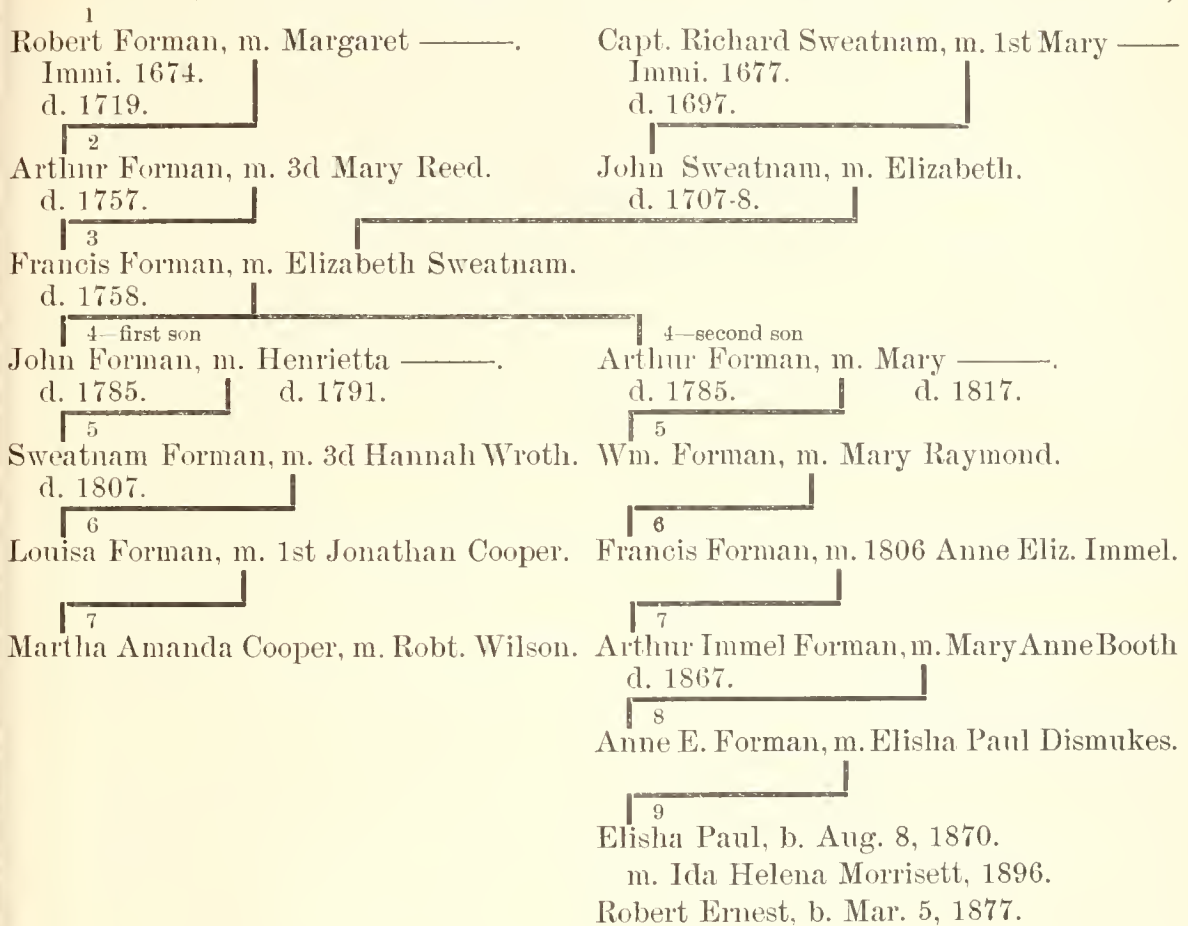 1
Robert Forman, m. Margaret ———. Capt. Richard Sweatnam, m. 1st Mary ——
Immi. 1674. Immi. 1677.
d. 1719. d. 1697.
2
Arthur Forman, m. 3d Mary Reed. John Sweatnam, m. Elizabeth.
d. 1757. d. 1707-8.
3
Francis Forman, m. Elizabeth Sweatnam.
d. 1758.
4—first son 4—second son
John Forman, m. Henrietta ———. Arthur Forman, m. Mary ———.
d. 1785. d. 1791. d. 1785. d. 1817.
5 5
Sweatnam Forman, m. 3d Hannah Wroth. Wm. Forman, m. Mary Raymond.
d. 1807.
6 6
Louisa Forman, m. 1st Jonathan Cooper. Francis Forman, m. 1806 Anne Eliz. Immel.
7 7
Martha Amanda Cooper, m. Robt. Wilson. Arthur Immel Forman, m. Mary Anne Booth
d. 1867.
8
Anne E. Forman, m. Elisha Paul Dismukes.
9
Elisha Paul, b. Aug. 8, 1870.
m. Ida Helena Morrisett, 1896.
Robert Ernest, b. Mar. 5, 1877.